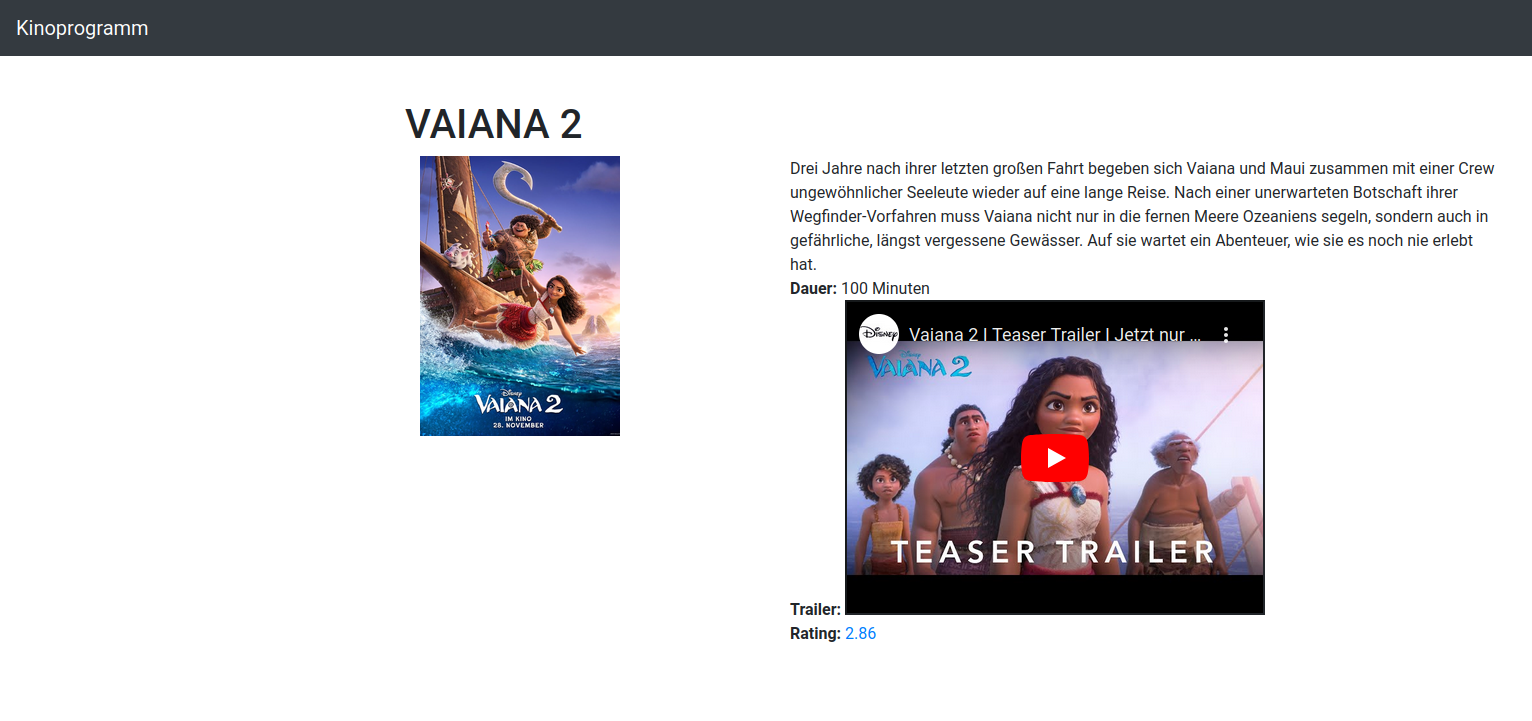 Kinoprogramm
VAIANA 2
Disney
VAIANA 2
IM KINO
28. NOVEMBER
Drei Jahre nach ihrer letzten großen Fahrt begeben sich Vaiana und Maui zusammen mit einer Crew
ungewöhnlicher Seeleute wieder auf eine lange Reise. Nach einer unerwarteten Botschaft ihrer
Wegfinder-Vorfahren muss Vaiana nicht nur in die fernen Meere Ozeaniens segeln, sondern auch in
gefährliche, längst vergessene Gewässer. Auf sie wartet ein Abenteuer, wie sie es noch nie erlebt
hat.
Dauer: 100 Minuten
Disney
Vaiana 2 | Teaser Trailer | Jetzt nur ...
Disney
VAIANA 2
TEASER TRAILER
Trailer:
Rating: 2.86